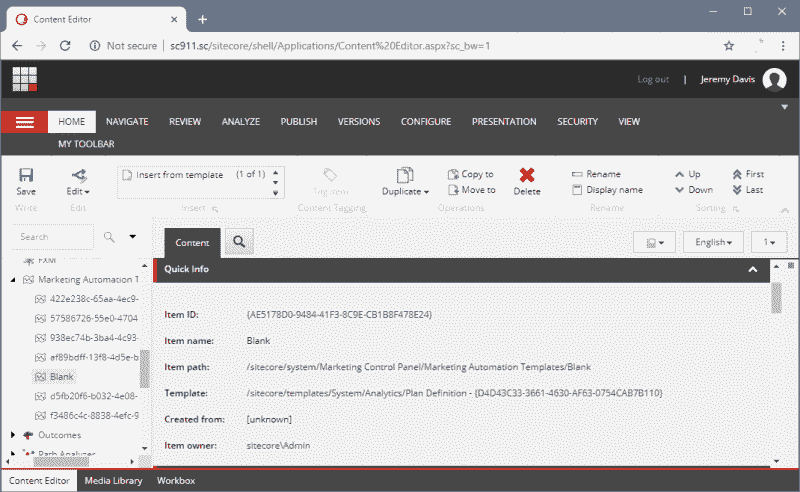 Content Editor
Not secure | sc911.sc/sitecore/shell/Applications/Content%20Editor.aspx?sc_bw=1
Log out | Jeremy Davis
HOME NAVIGATE REVIEW ANALYZE PUBLISH VERSIONS CONFIGURE PRESENTATION SECURITY VIEW
MY TOOLBAR
Save
Edit
Insert from template (1 of 1)
Tag item
Duplicate
Copy to
Move to
Delete
Rename
Display name
Up
Down
First
Last
Write Edit Insert Content Tagging Operations Rename Sorting
Search
Content
English
1
FXM
Marketing Automation T
422e238c-65aa-4ec9-
57586726-55e0-4704
938ec74b-3ba4-4c93-
af89bdff-13f8-4d5e-b
Blank
d5fb20f6-b032-4e08-
f3486c4c-8838-4efc-9
Outcomes
Path Analyzer
Quick Info
Item ID: {AE5178D0-9484-41F3-8C9E-CB1B8F478E24}
Item name: Blank
Item path: /sitecore/system/Marketing Control Panel/Marketing Automation Templates/Blank
Template: /sitecore/templates/System/Analytics/Plan Definition - {D4D43C33-3661-4630-AF63-0754CAB7B110}
Created from: [unknown]
Item owner: sitecore\Admin
Content Editor Media Library Workbox